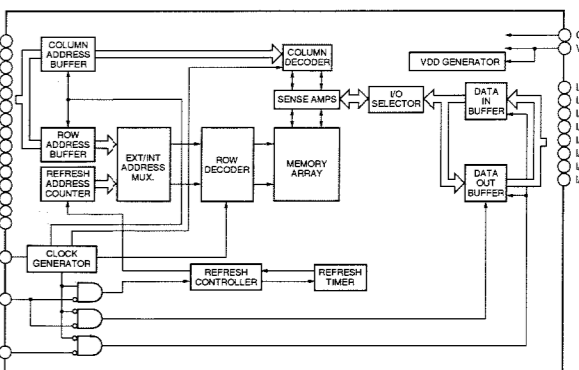 COLUMN
ADDRESS
BUFFER
COLUMN
DECODER
VDD GENERATOR
SENSE AMPS
I/O
SELECTOR
DATA
IN
BUFFER
ROW
ADDRESS
BUFFER
EXT/INT
ADDRESS
MUX.
ROW
DECODER
MEMORY
ARRAY
REFRESH
ADDRESS
COUNTER
DATA
OUT
BUFFER
CLOCK
GENERATOR
REFRESH
CONTROLLER
REFRESH
TIMER